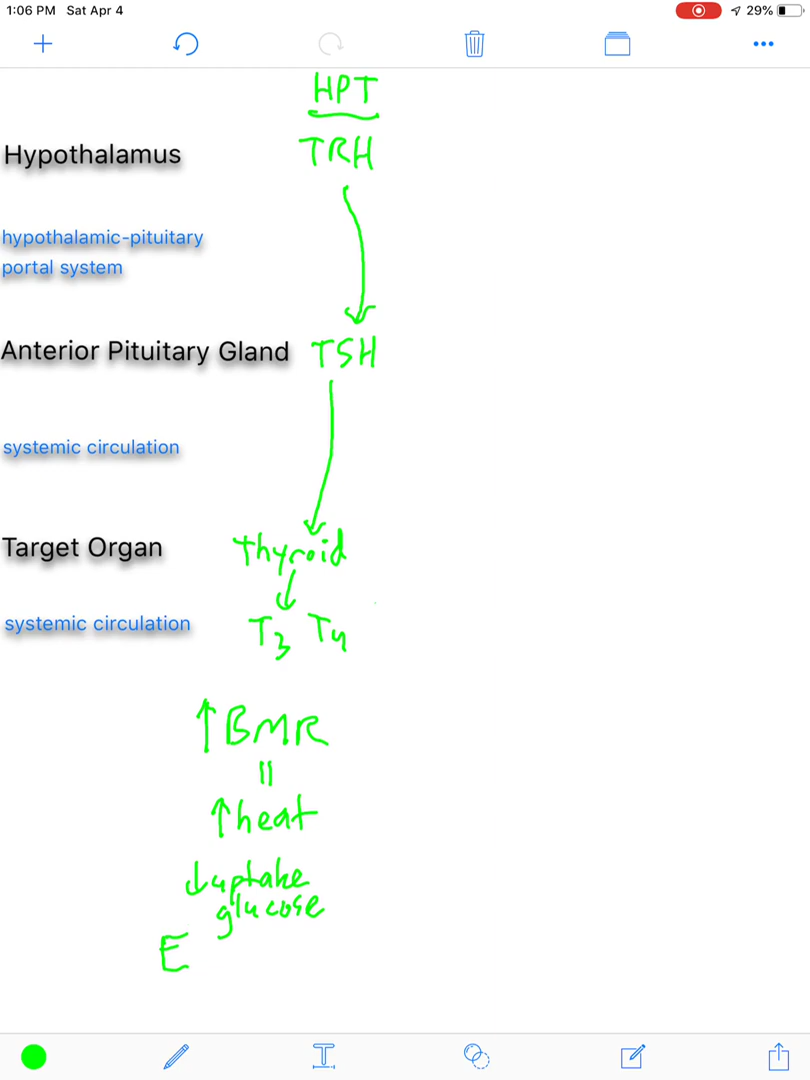 1:06 PM Sat Apr 4 29%
HPT
Hypothalamus TRH
hypothalamic-pituitary
portal system
Anterior Pituitary Gland TSH
systemic circulation
Target Organ thyroid
systemic circulation T3 T4
↑BMR
=
↑heat
↓uptake
glucose
E